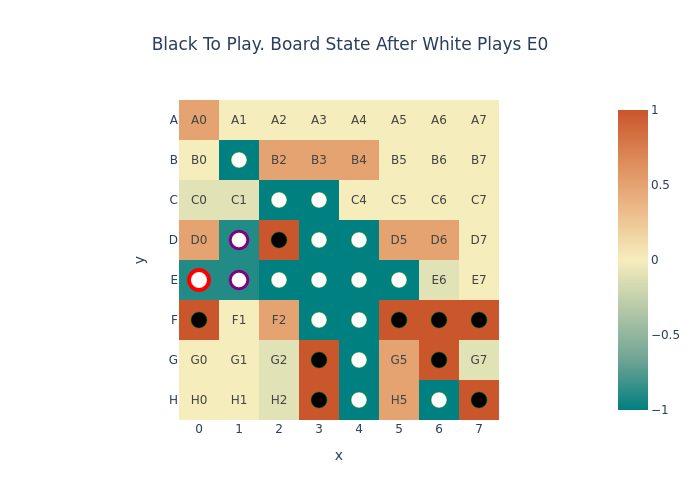 Black To Play. Board State After White Plays E0
A A0 A1 A2 A3 A4 A5 A6 A7
B B0 B2 B3 B4 B5 B6 B7
C C0 C1 C4 C5 C6 C7
D D0 D5 D6 D7
E E6 E7
F F1 F2
G G0 G1 G2 G5 G7
H H0 H1 H2 H5
0 1 2 3 4 5 6 7
x
y
1
0.5
0
−0.5
−1